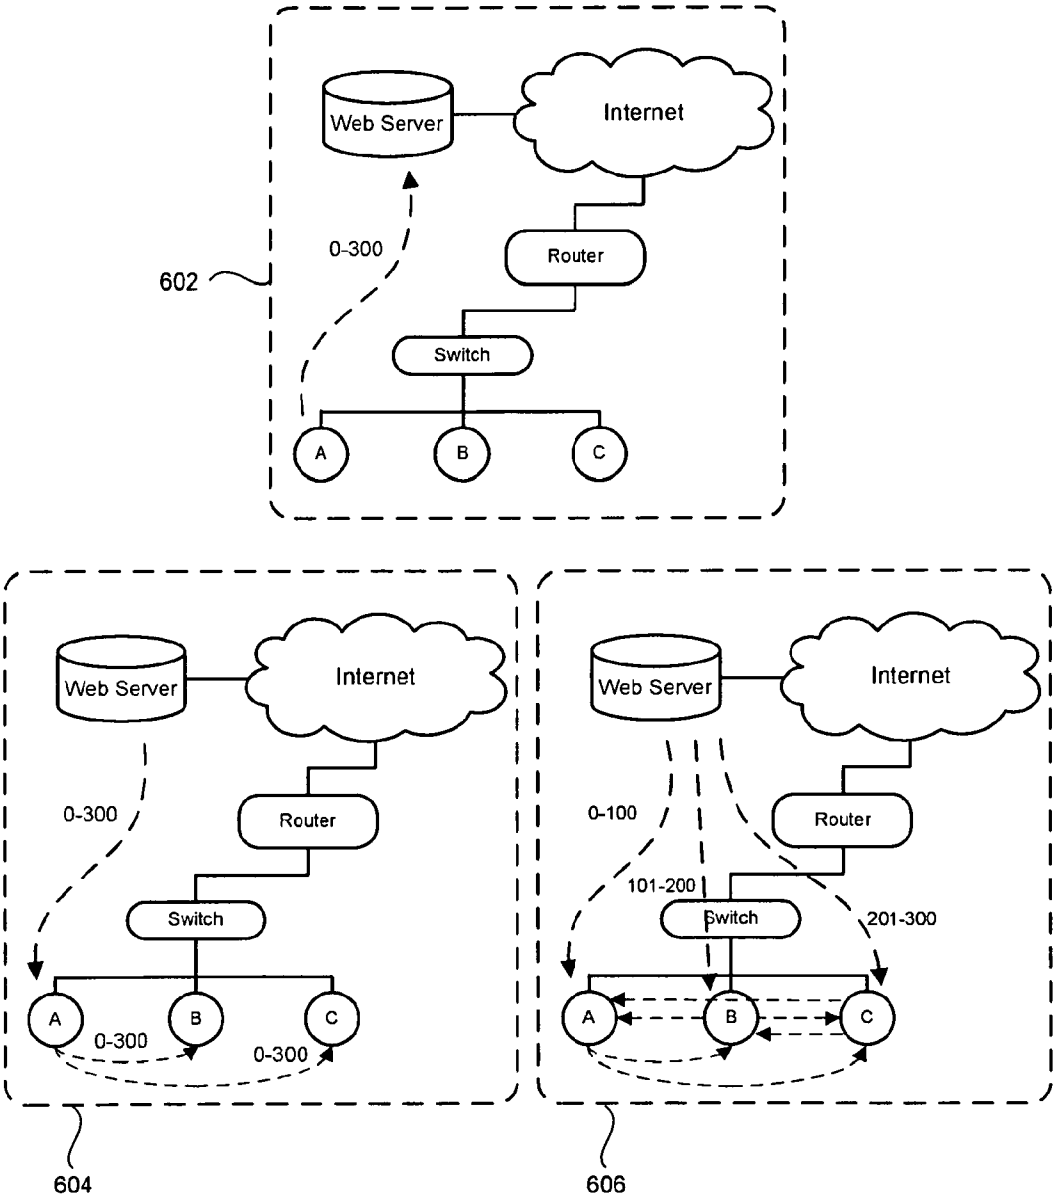 Internet
Web Server
0-300
Router
602
Switch
A B C
Internet
Web Server
0-300
Router
Switch
A B C
0-300 0-300
604
Internet
Web Server
0-100
Router
101-200
Switch
201-300
A B C
606